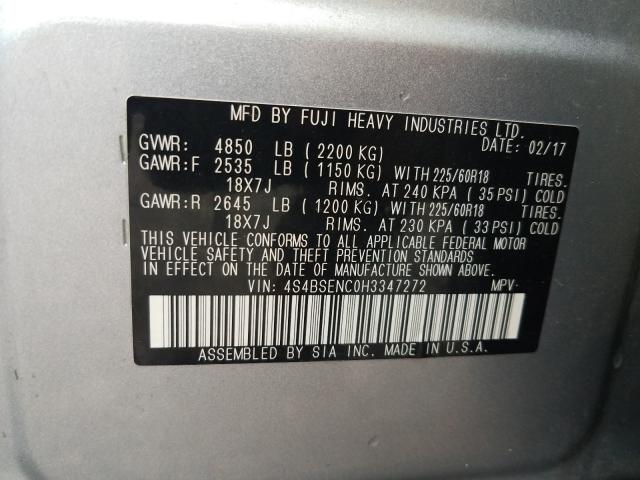 MFD BY FUJI HEAVY INDUSTRIES LTD.
GVWR: 4850 LB ( 2200 KG) DATE: 02/17
GAWR:F 2535 LB ( 1150 KG) WITH 225/60R18 TIRES.
18X7J RIMS. AT 240 KPA ( 35 PSI) COLD
GAWR:R 2645 LB ( 1200 KG) WITH 225/60R18 TIRES.
18X7J RIMS. AT 230 KPA ( 33 PSI) COLD
THIS VEHICLE CONFORMS TO ALL APPLICABLE FEDERAL MOTOR
VEHICLE SAFETY AND THEFT PREVENTION STANDARDS
IN EFFECT ON THE DATE OF MANUFACTURE SHOWN ABOVE.
VIN: 4S4BSENC0H3347272 MPV
ASSEMBLED BY SIA INC. MADE IN U.S.A.